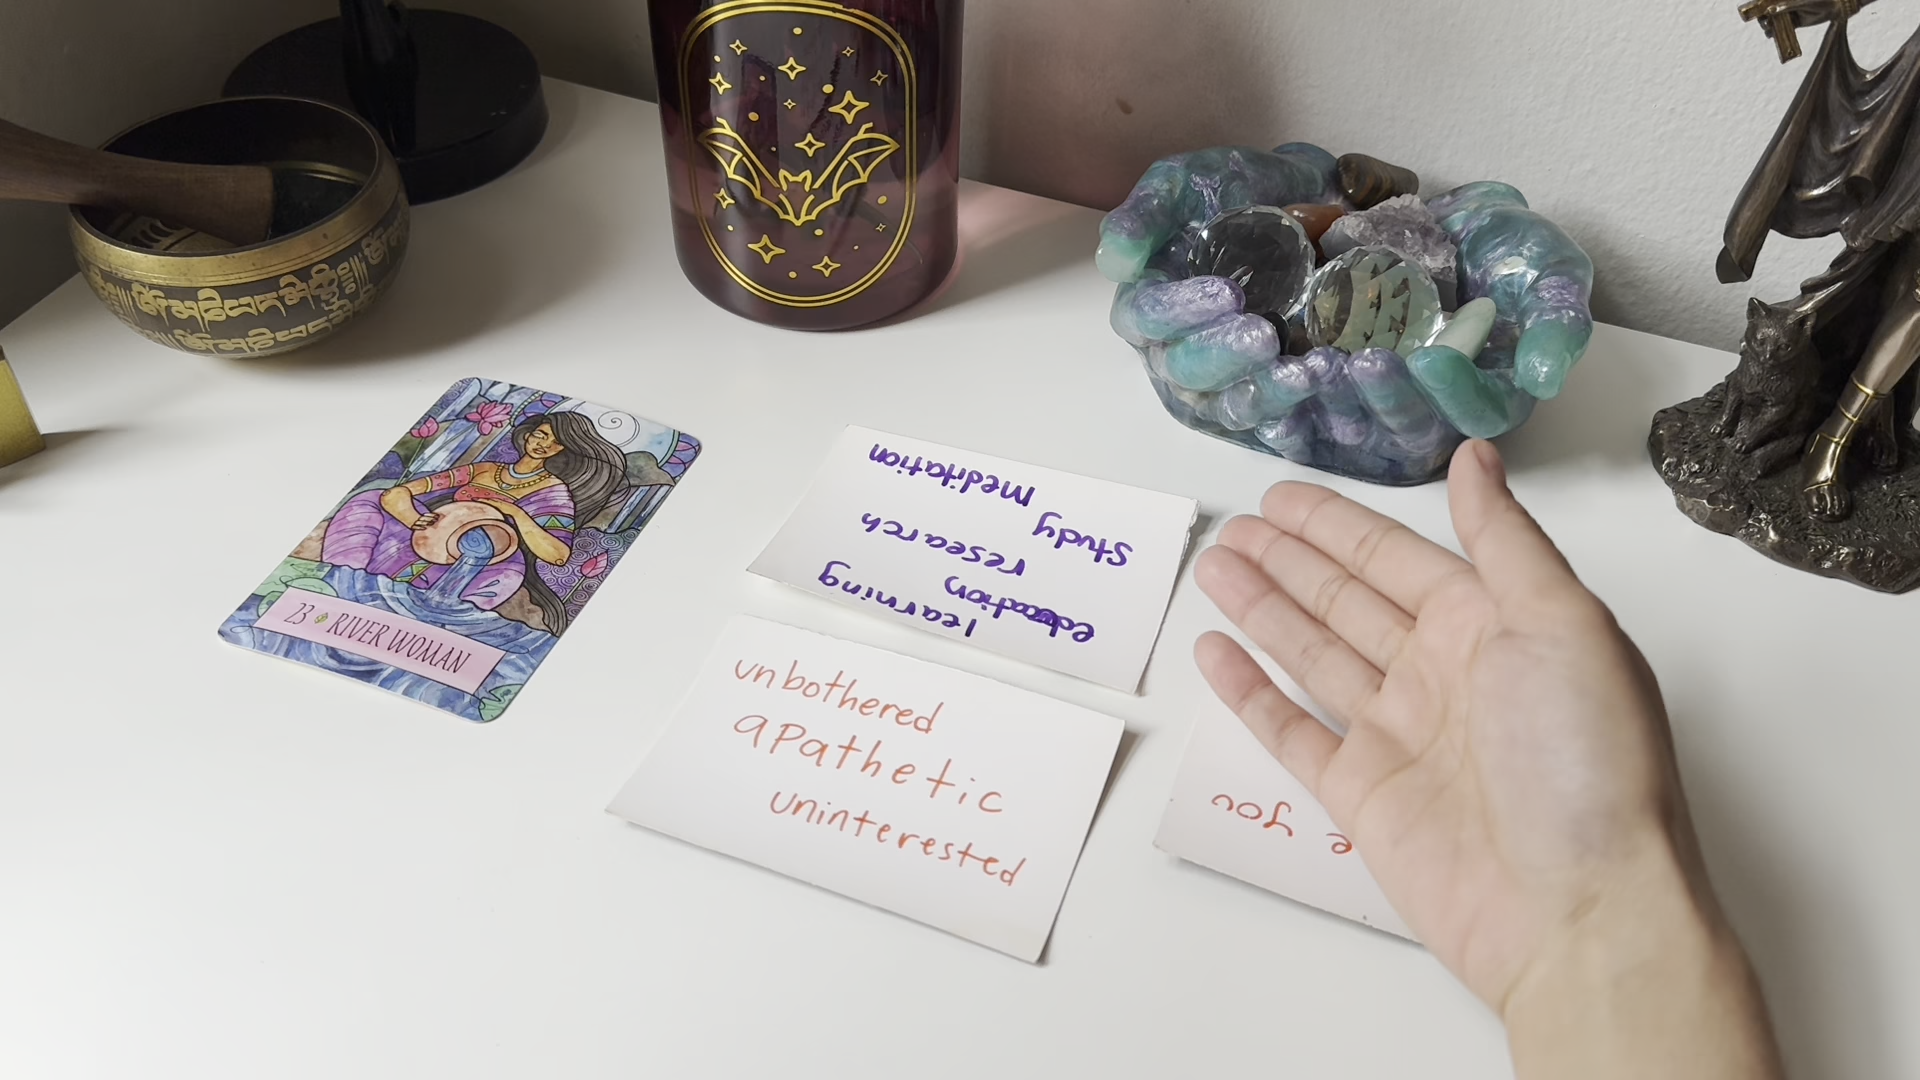 23 RIVER WOMAN
learning
education
research
study
meditation
unbothered
apathetic
uninterested
e you